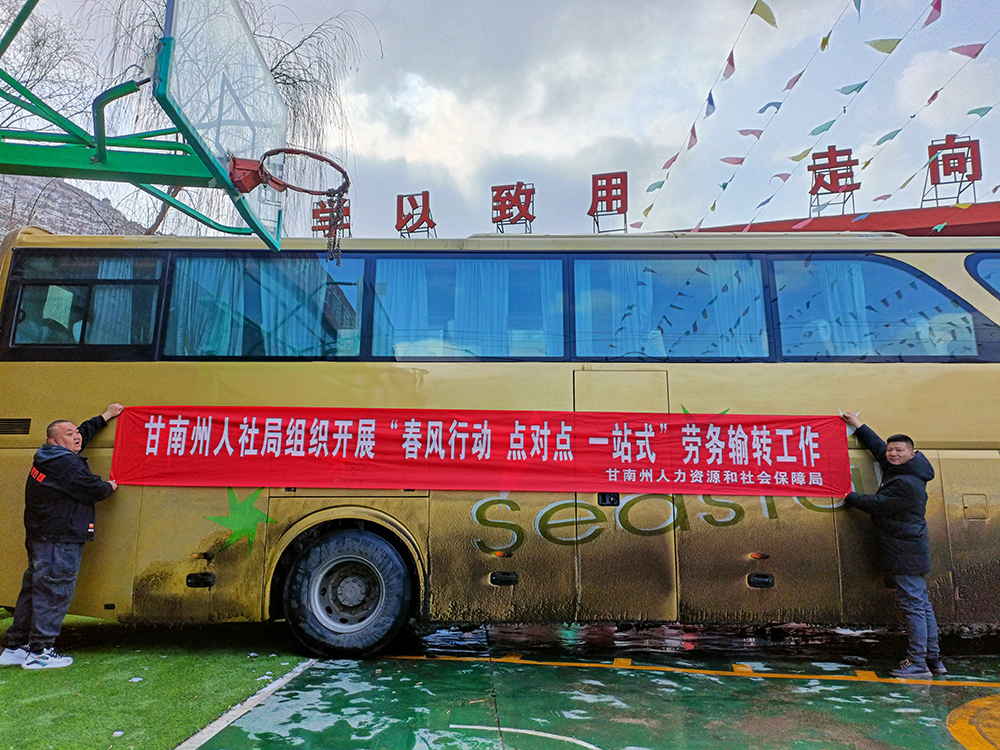 学以致用 走向
甘南州人社局组织开展“春风行动 点对点 一站式”劳务输转工作
甘南州人力资源和社会保障局